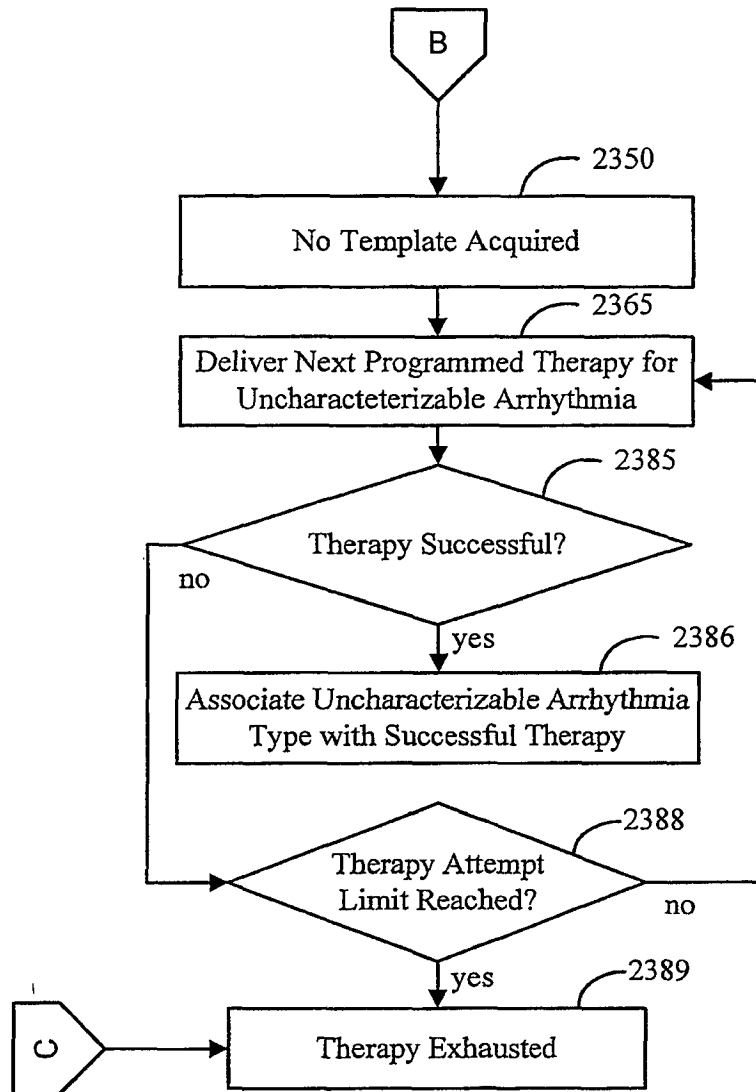 B
2350
No Template Acquired
2365
Deliver Next Programmed Therapy for
Uncharacteterizable Arrhythmia
2385
Therapy Successful?
no
yes
2386
Associate Uncharacterizable Arrhythmia
Type with Successful Therapy
2388
Therapy Attempt
Limit Reached?
no
yes
2389
C
Therapy Exhausted